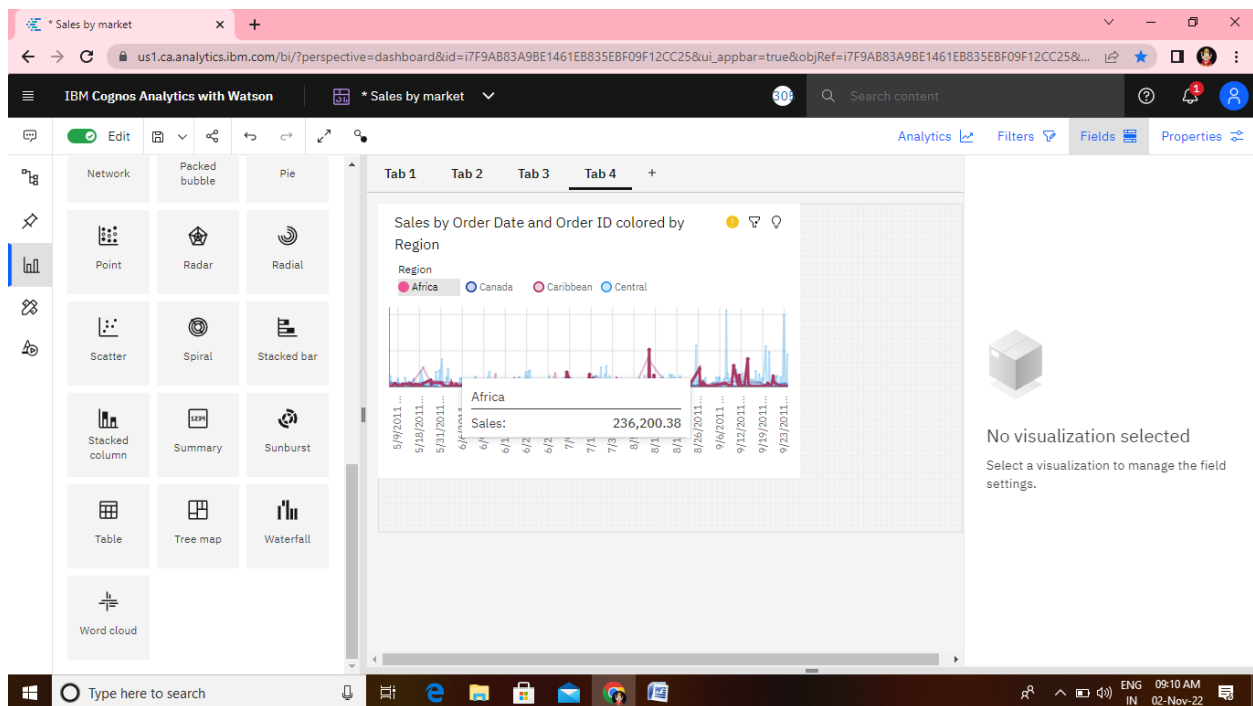 * Sales by market
us1.ca.analytics.ibm.com/bi/?perspective=dashboard&id=i7F9AB83A9BE1461EB835EBF09F12CC25&ui_appbar=true&objRef=i7F9AB83A9BE1461EB835EBF09F12CC25&...
IBM Cognos Analytics with Watson
* Sales by market
Search content
1
Edit
Analytics
Filters
Fields
Properties
Network
Packed bubble
Pie
Point
Radar
Radial
Scatter
Spiral
Stacked bar
Stacked column
1234
Summary
Sunburst
Table
Tree map
Waterfall
Word cloud
Tab 1
Tab 2
Tab 3
Tab 4
Sales by Order Date and Order ID colored by
Region
Region
Africa
Canada
Caribbean
Central
Africa
Sales: 236,200.38
5/9/2011 ...
5/18/2011...
5/31/2011...
8/26/2011...
9/6/2011 ...
9/12/2011...
9/19/2011...
9/23/2011...
No visualization selected
Select a visualization to manage the field
settings.
Type here to search
ENG
IN
09:10 AM
02-Nov-22